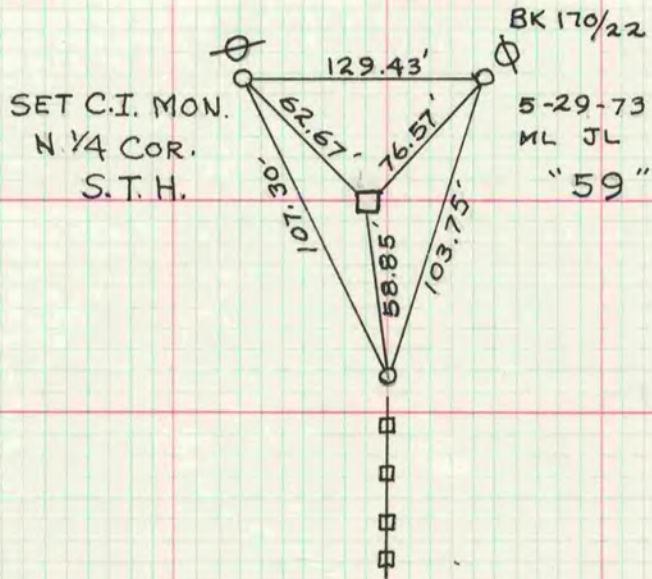 BK 170/22
129.43'
SET C.I. MON.
N 1/4 COR.
S.T.H.
62.67'
76.57'
5-29-73
ML JL
"59"
107.30'
58.85'
103.75'